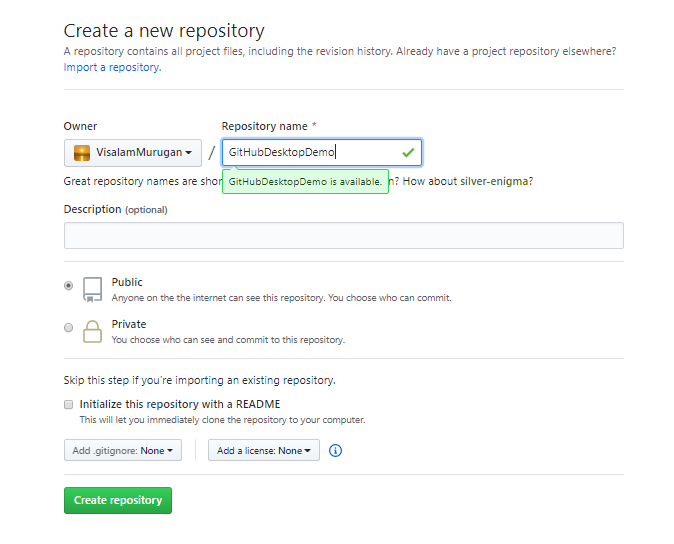 Create a new repository
A repository contains all project files, including the revision history. Already have a project repository elsewhere?
Import a repository.
Owner
Repository name *
VisalamMurugan
/
GitHubDesktopDemo
Great repository names are shor
GitHubDesktopDemo is available.
? How about silver-enigma?
Description (optional)
Public
Anyone on the the internet can see this repository. You choose who can commit.
Private
You choose who can see and commit to this repository.
Skip this step if you're importing an existing repository.
Initialize this repository with a README
This will let you immediately clone the repository to your computer.
Add .gitignore: None
Add a license: None
Create repository